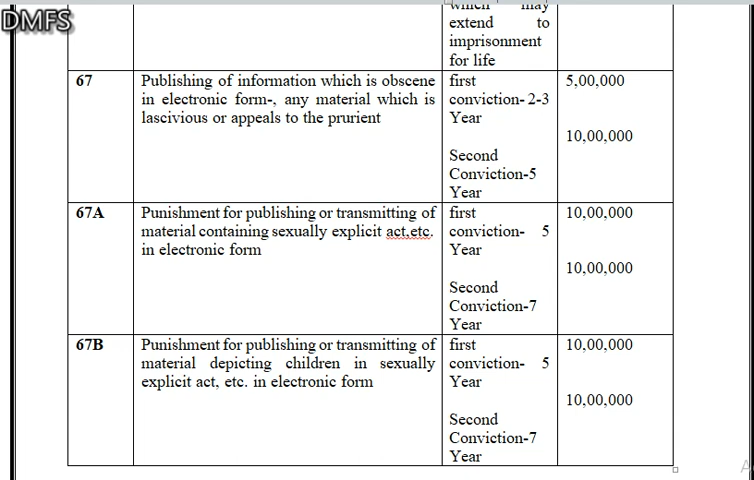 DMFS
which may
extend to
imprisonment
for life
67
Publishing of information which is obscene
in electronic form-, any material which is
lascivious or appeals to the prurient
first
conviction- 2-3
Year
Second
Conviction-5
Year
5,00,000
10,00,000
67A
Punishment for publishing or transmitting of
material containing sexually explicit act,etc.
in electronic form
first
conviction- 5
Year
Second
Conviction-7
Year
10,00,000
10,00,000
67B
Punishment for publishing or transmitting of
material depicting children in sexually
explicit act, etc. in electronic form
first
conviction- 5
Year
Second
Conviction-7
Year
10,00,000
10,00,000